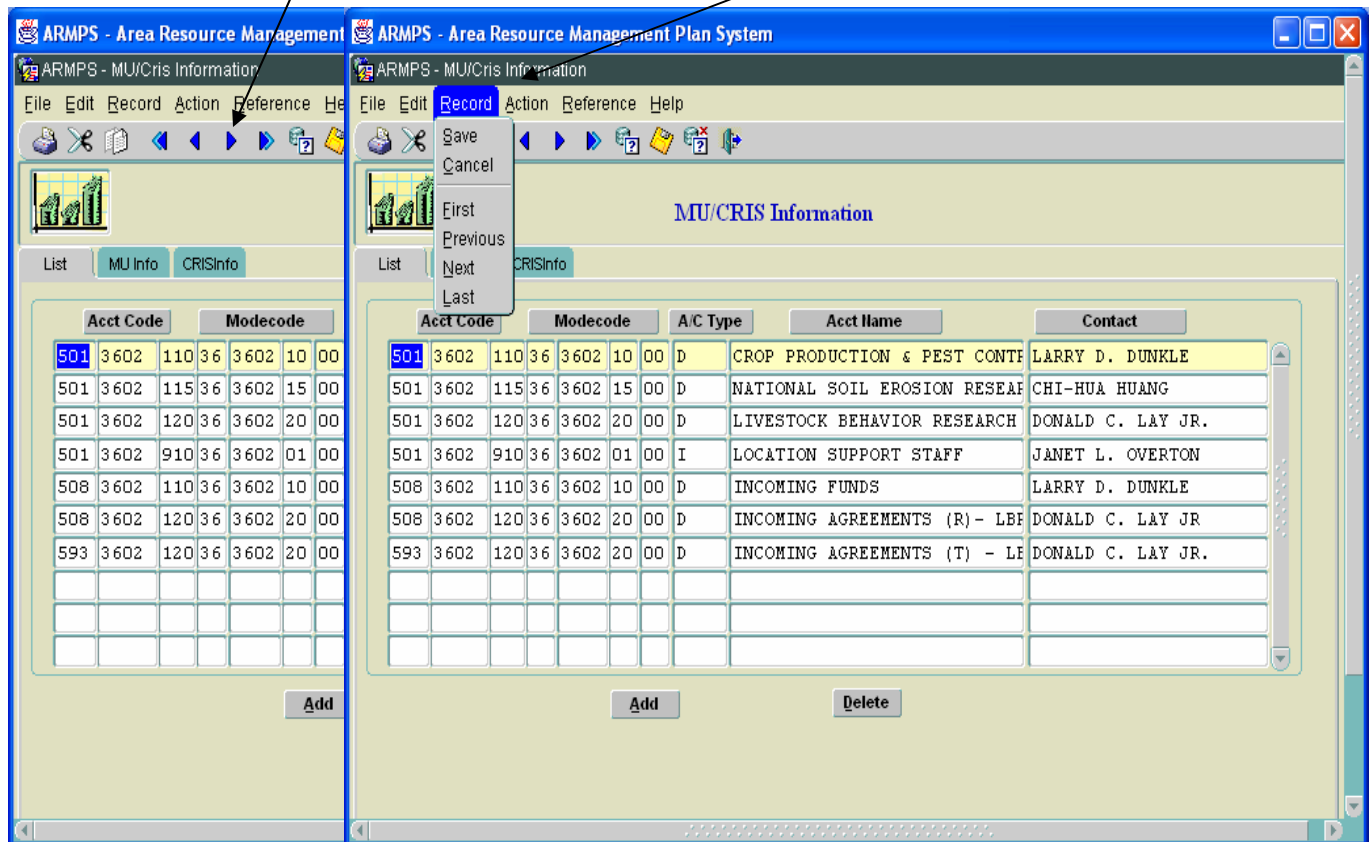 ARMPS - Area Resource Management
ARMPS - MU/Cris Information
File Edit Record Action Reference He
List MU Info CRISInfo
Acct Code Modecode
501 3602 110 36 3602 10 00
501 3602 115 36 3602 15 00
501 3602 120 36 3602 20 00
501 3602 910 36 3602 01 00
508 3602 110 36 3602 10 00
508 3602 120 36 3602 20 00
593 3602 120 36 3602 20 00
Add
ARMPS - Area Resource Management Plan System
ARMPS - MU/Cris Information
File Edit Record Action Reference Help
Save
Cancel
First
Previous
Next
Last
MU/CRIS Information
List CRISInfo
Acct Code Modecode A/C Type Acct Name Contact
501 3602 110 36 3602 10 00 D CROP PRODUCTION & PEST CONTR LARRY D. DUNKLE
501 3602 115 36 3602 15 00 D NATIONAL SOIL EROSION RESEAR CHI-HUA HUANG
501 3602 120 36 3602 20 00 D LIVESTOCK BEHAVIOR RESEARCH DONALD C. LAY JR.
501 3602 910 36 3602 01 00 I LOCATION SUPPORT STAFF JANET L. OVERTON
508 3602 110 36 3602 10 00 D INCOMING FUNDS LARRY D. DUNKLE
508 3602 120 36 3602 20 00 D INCOMING AGREEMENTS (R)- LBR DONALD C. LAY JR
593 3602 120 36 3602 20 00 D INCOMING AGREEMENTS (T) - LB DONALD C. LAY JR.
Add Delete